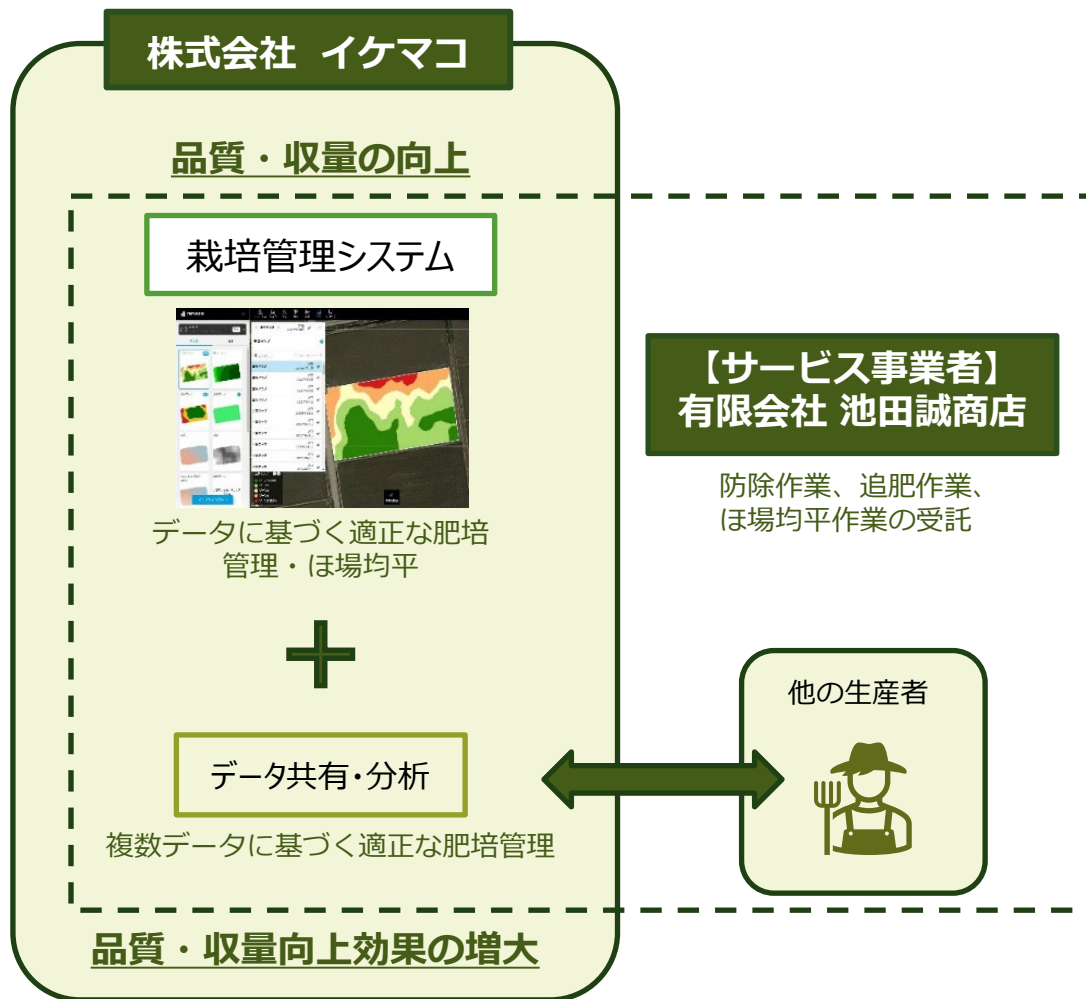 株式会社 イケマコ
品質・収量の向上
栽培管理システム
データに基づく適正な肥培
管理・ほ場均平
データ共有・分析
複数データに基づく適正な肥培管理
品質・収量向上効果の増大
【サービス事業者】
有限会社 池田誠商店
防除作業、追肥作業、
ほ場均平作業の受託
他の生産者